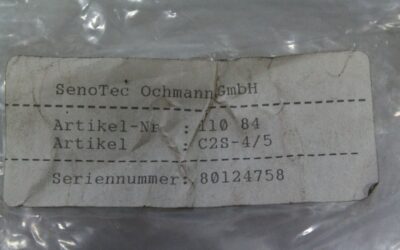 SenoTec Ochmann GmbH
Artikel-Nr : 110 84
Artikel : C2S-4/5
Seriennummer: 80124758